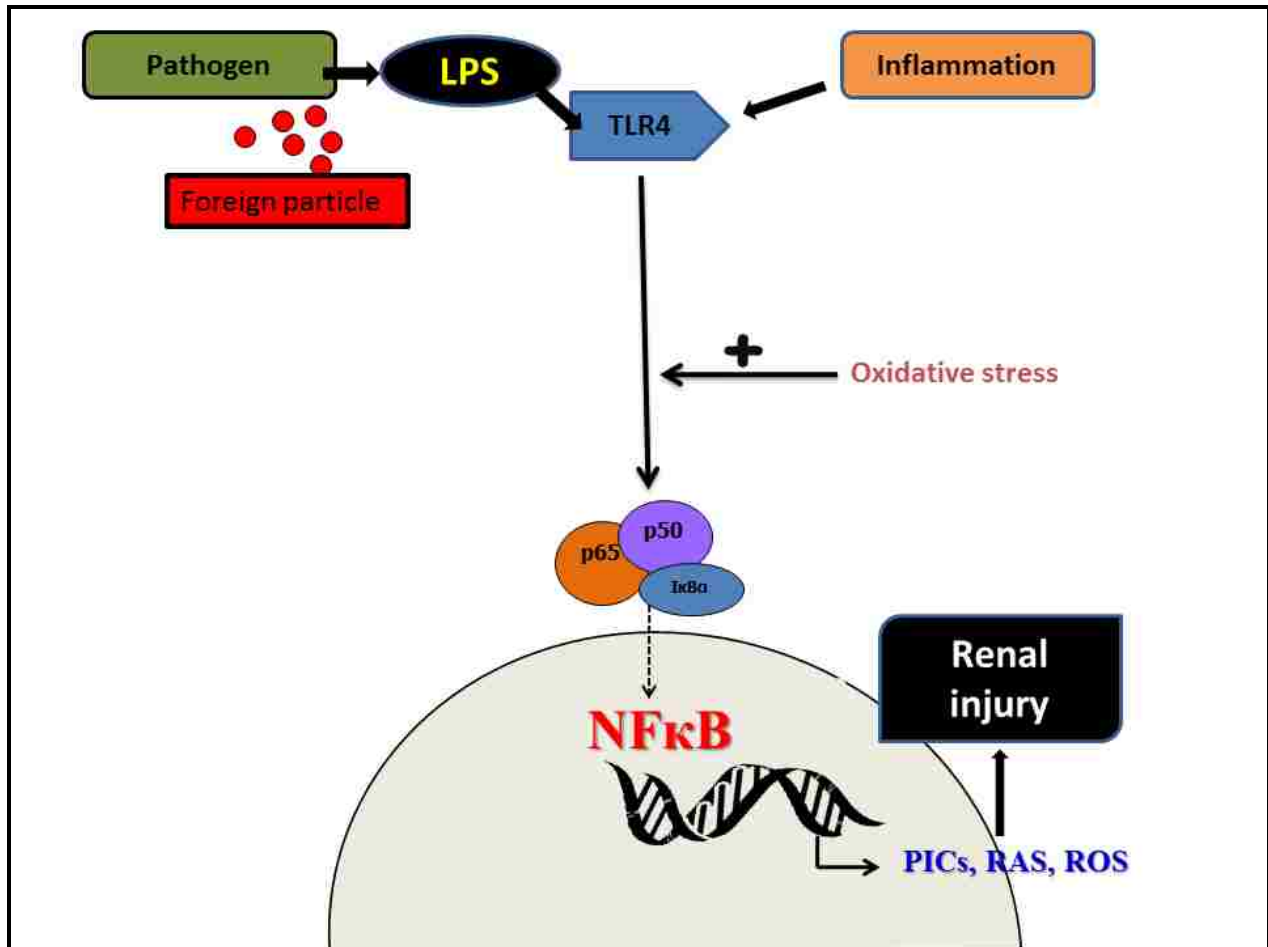 Pathogen
LPS
Inflammation
TLR4
Foreign particle
+
Oxidative stress
p50
p65
IκBα
Renal
injury
NFκB
PICs, RAS, ROS